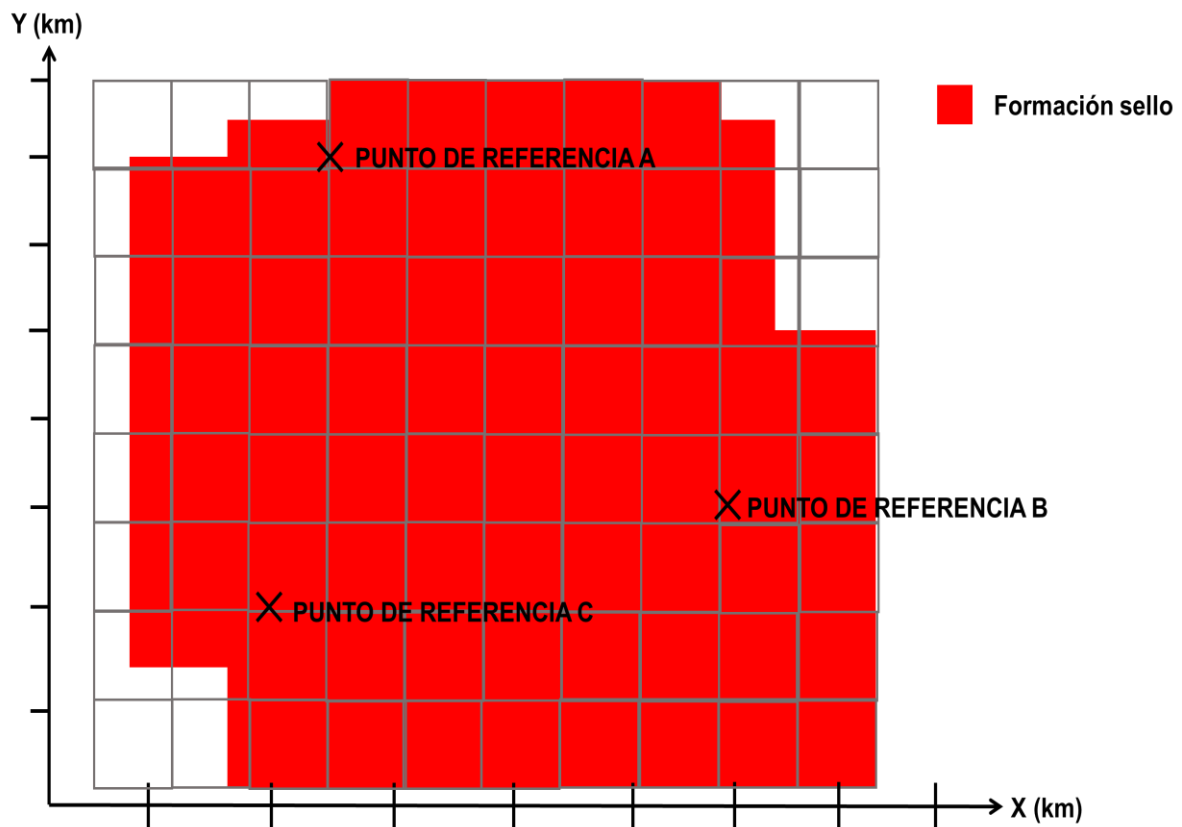 Y (km)
Formación sello
PUNTO DE REFERENCIA A
PUNTO DE REFERENCIA B
PUNTO DE REFERENCIA C
X (km)